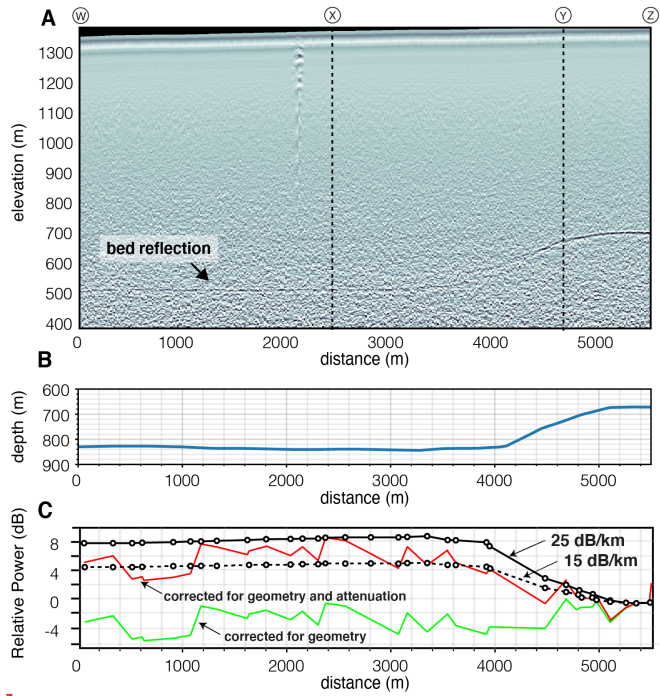 A
W X Y Z
elevation (m)
1300
1200
1100
1000
900
800
700
600
500
400
bed reflection
0 1000 2000 3000 4000 5000
distance (m)
B
depth (m)
600
700
800
900
0 1000 2000 3000 4000 5000
distance (m)
C
Relative Power (dB)
8
4
0
-4
25 dB/km
15 dB/km
corrected for geometry and attenuation
corrected for geometry
0 1000 2000 3000 4000 5000
distance (m)